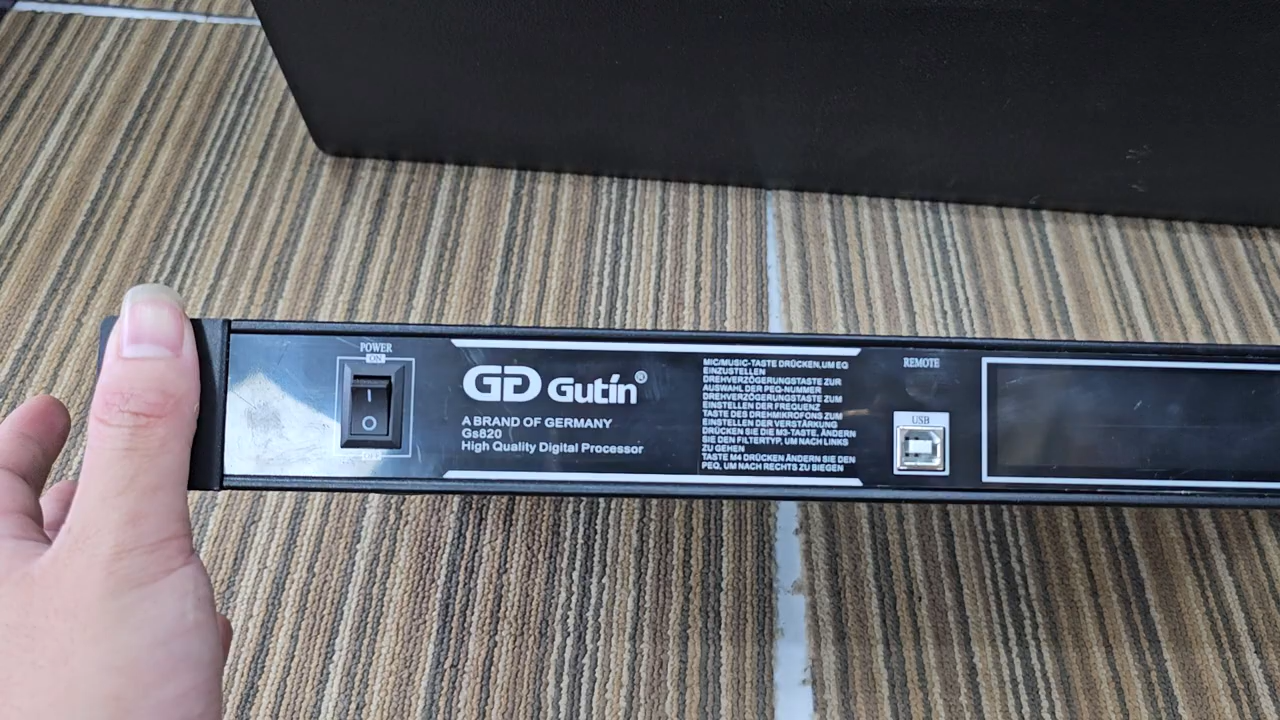 POWER
ON
I
O
OFF
GD Gutín®
A BRAND OF GERMANY
Gs820
High Quality Digital Processor
MIC/MUSIC-TASTE DRÜCKEN,UM EQ
EINZUSTELLEN
DREHVERZÖGERUNGSTASTE ZUR
AUSWAHL DER PEQ-NUMMER
DREHVERZÖGERUNGSTASTE ZUM
EINSTELLEN DER FREQUENZ
TASTE DES DREHMIKROFONS ZUM
EINSTELLEN DER VERSTÄRKUNG
DRÜCKEN SIE DIE M3-TASTE, ÄNDERN
SIE DEN FILTERTYP, UM NACH LINKS
ZU GEHEN
TASTE M4 DRÜCKEN ÄNDERN SIE DEN
PEQ, UM NACH RECHTS ZU BIEGEN
REMOTE
USB